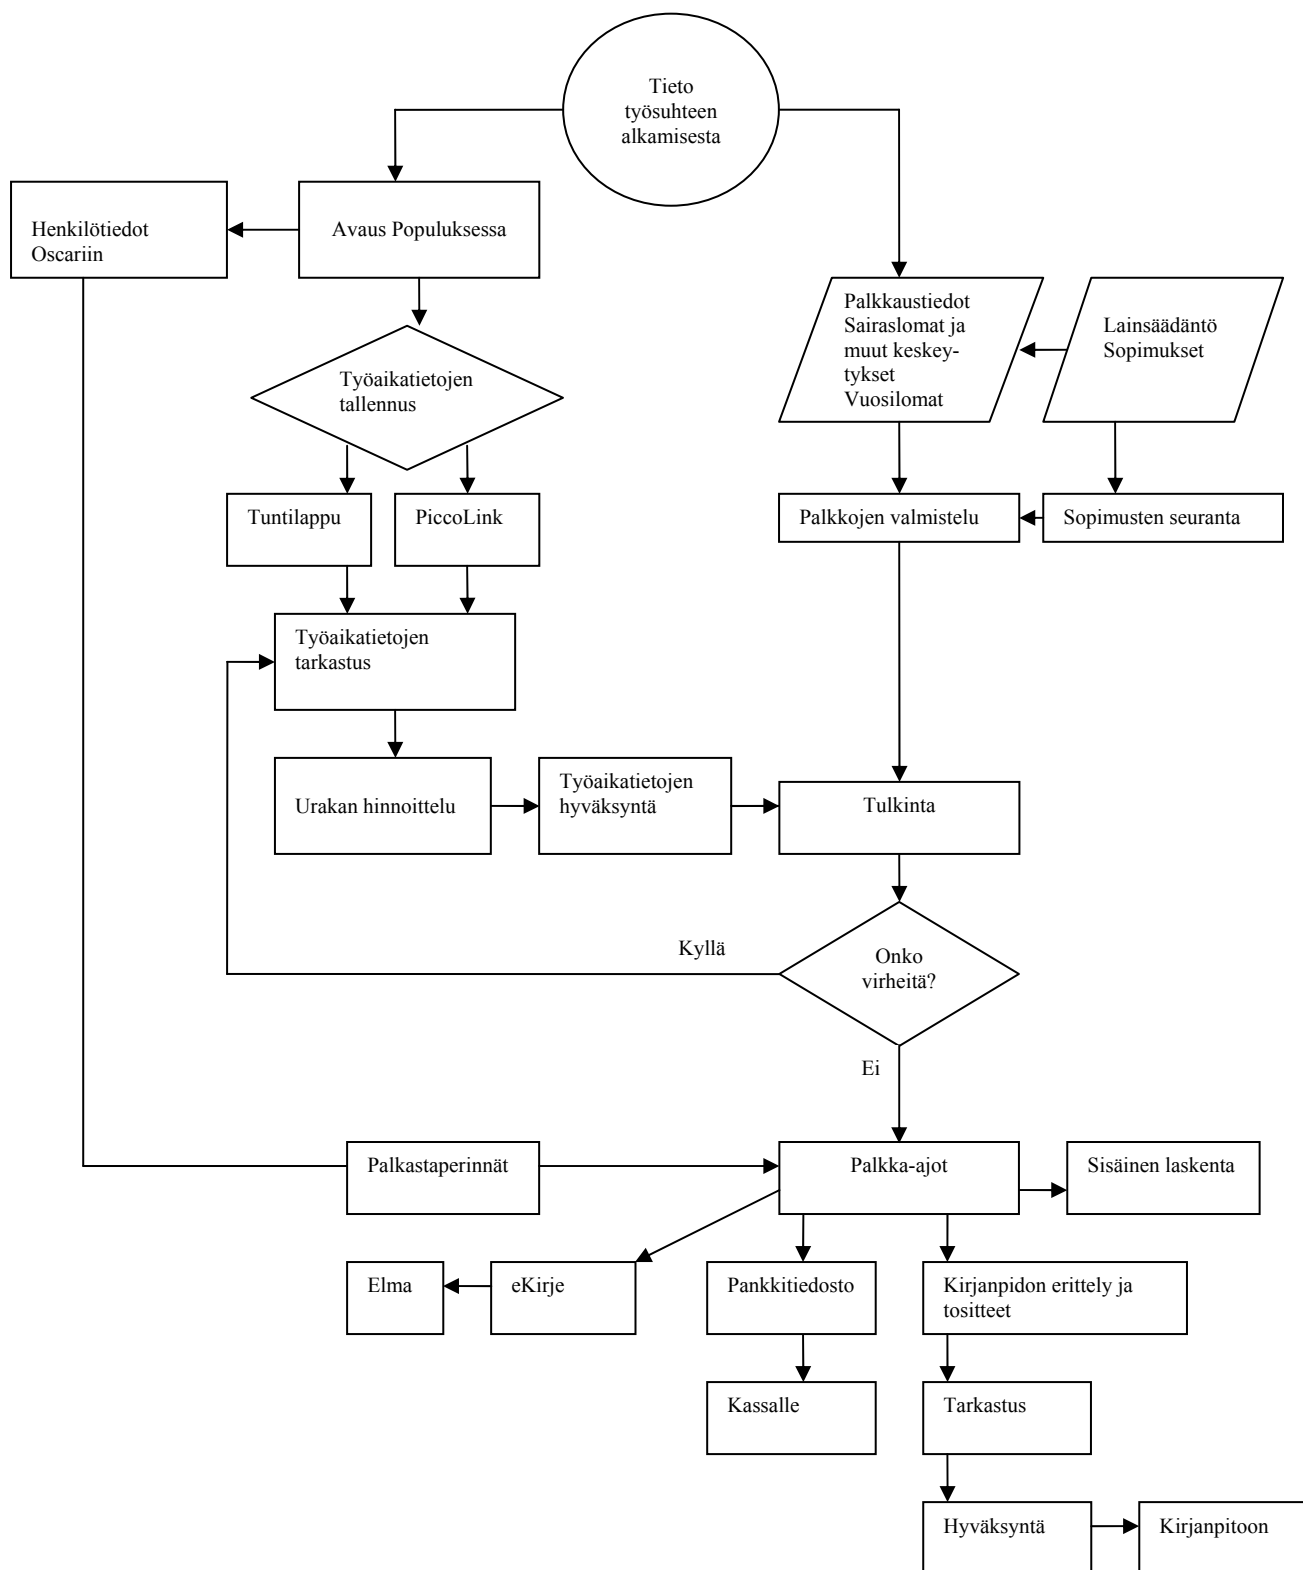 Tieto
työsuhteen
alkamisesta
Henkilötiedot
Oscariin
Avaus Populuksessa
Palkkaustiedot
Sairaslomat ja
muut keskey-
tykset
Vuosilomat
Lainsäädäntö
Sopimukset
Työaikatietojen
tallennus
Tuntilappu
PiccoLink
Palkkojen valmistelu
Sopimusten seuranta
Työaikatietojen
tarkastus
Urakan hinnoittelu
Työaikatietojen
hyväksyntä
Tulkinta
Kyllä
Onko
virheitä?
Ei
Palkastaperinnät
Palkka-ajot
Sisäinen laskenta
Elma
eKirje
Pankkitiedosto
Kirjanpidon erittely ja
tositteet
Kassalle
Tarkastus
Hyväksyntä
Kirjanpitoon